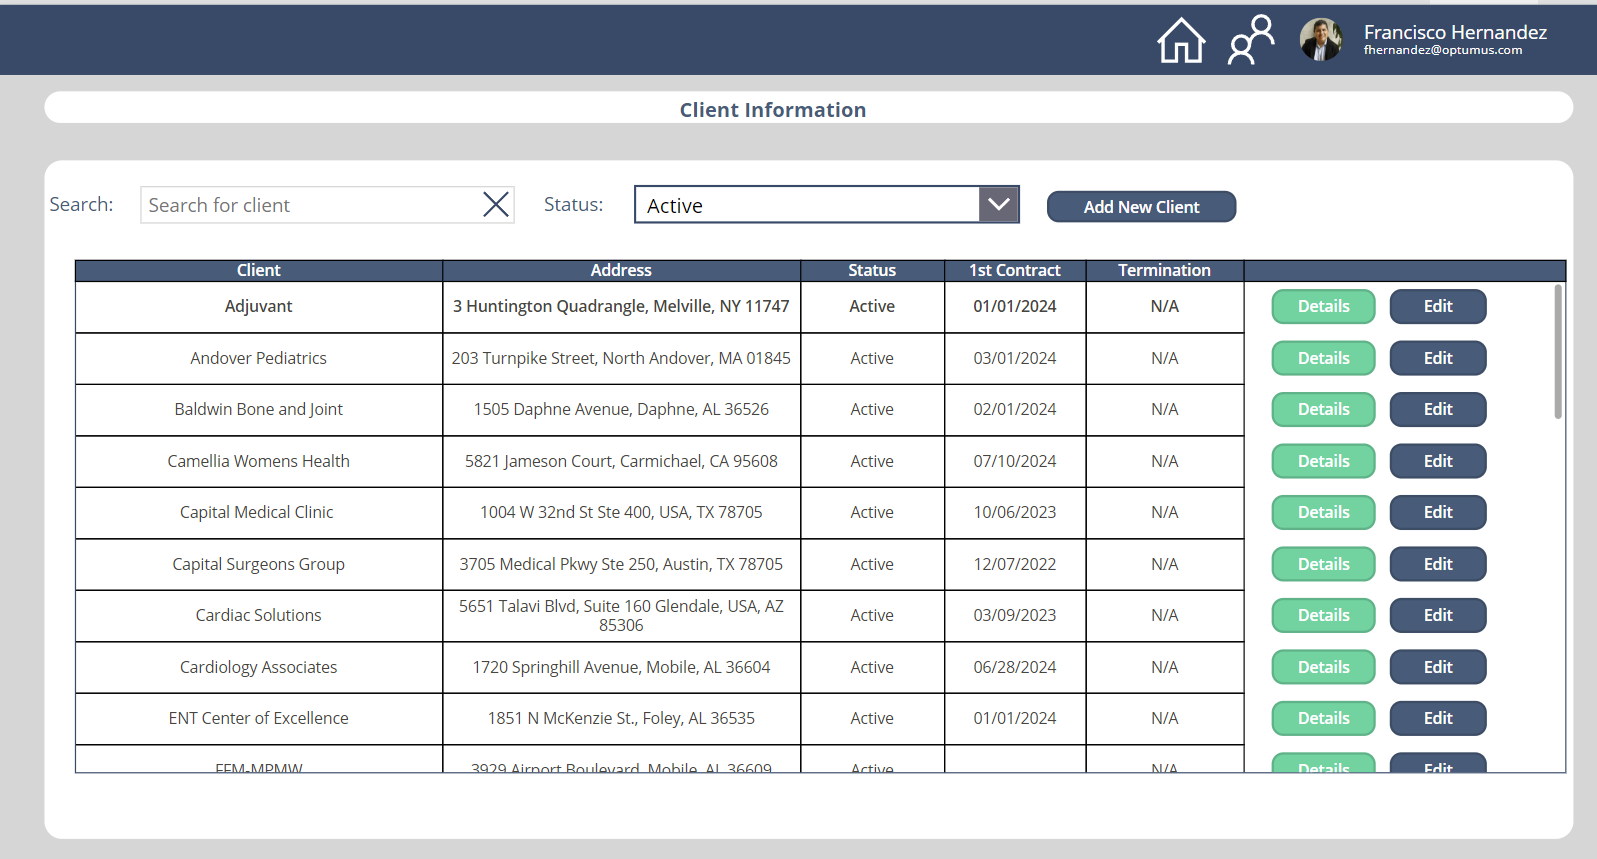 Francisco Hernandez
fhernandez@optumus.com
Client Information
Search: Search for client Status: Active Add New Client
Client Address Status 1st Contract Termination
Adjuvant 3 Huntington Quadrangle, Melville, NY 11747 Active 01/01/2024 N/A Details Edit
Andover Pediatrics 203 Turnpike Street, North Andover, MA 01845 Active 03/01/2024 N/A Details Edit
Baldwin Bone and Joint 1505 Daphne Avenue, Daphne, AL 36526 Active 02/01/2024 N/A Details Edit
Camellia Womens Health 5821 Jameson Court, Carmichael, CA 95608 Active 07/10/2024 N/A Details Edit
Capital Medical Clinic 1004 W 32nd St Ste 400, USA, TX 78705 Active 10/06/2023 N/A Details Edit
Capital Surgeons Group 3705 Medical Pkwy Ste 250, Austin, TX 78705 Active 12/07/2022 N/A Details Edit
Cardiac Solutions 5651 Talavi Blvd, Suite 160 Glendale, USA, AZ
85306 Active 03/09/2023 N/A Details Edit
Cardiology Associates 1720 Springhill Avenue, Mobile, AL 36604 Active 06/28/2024 N/A Details Edit
ENT Center of Excellence 1851 N McKenzie St., Foley, AL 36535 Active 01/01/2024 N/A Details Edit
3929 Airport Boulevard, Mobile, AL 36609 Active N/A Details Edit